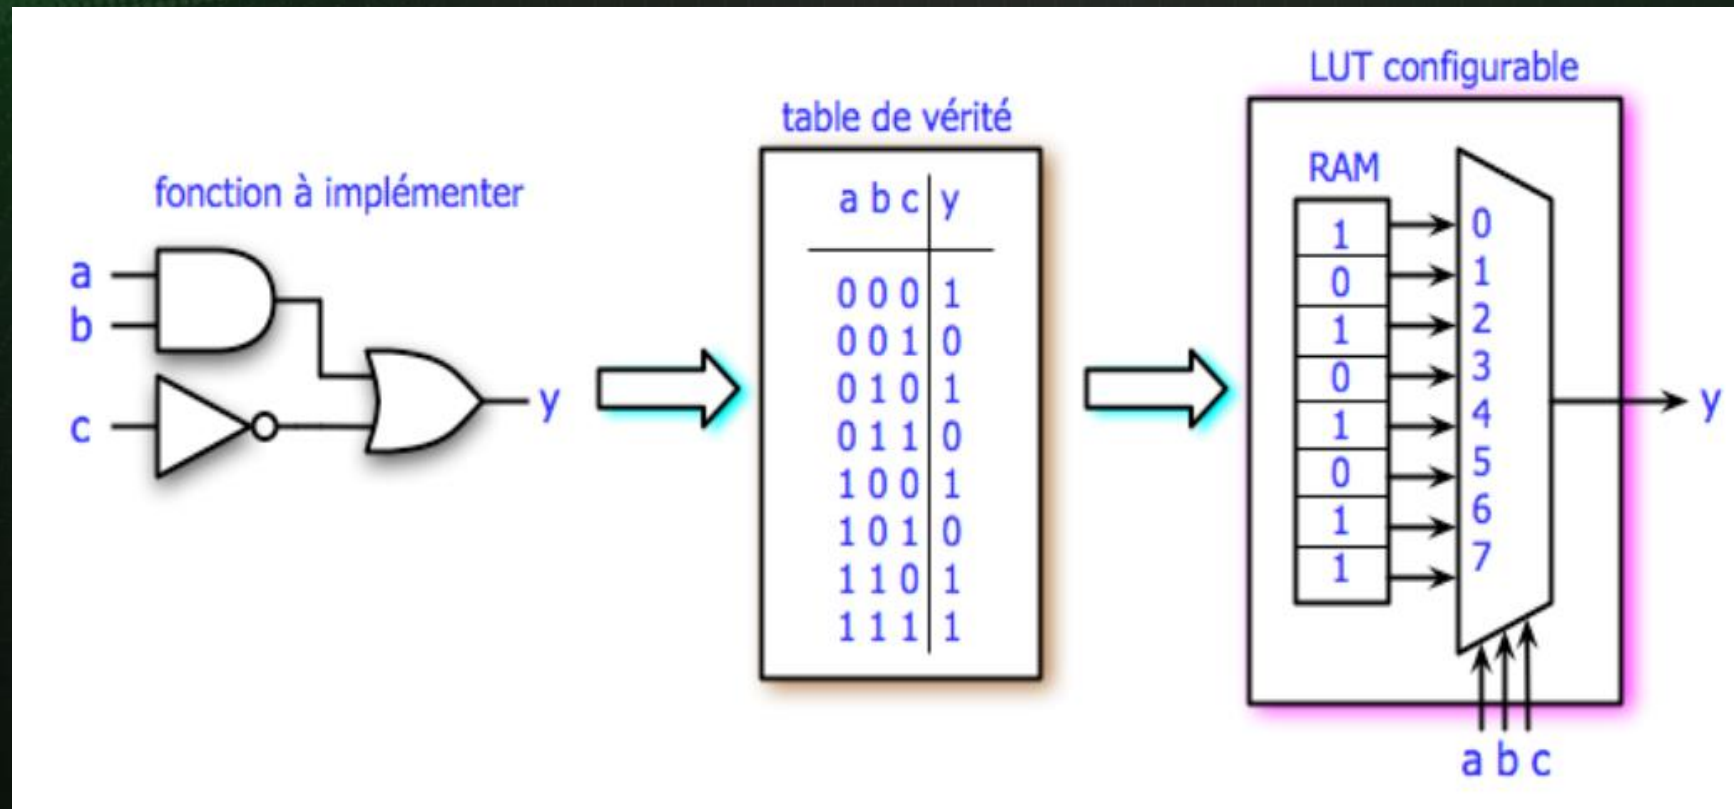 fonction à implémenter
a
b
c
y
table de vérité
a b c y
0 0 0 1
0 0 1 0
0 1 0 1
0 1 1 0
1 0 0 1
1 0 1 0
1 1 0 1
1 1 1 1
LUT configurable
RAM
1 0
0 1
1 2
0 3
1 4
0 5
1 6
1 7
y
a b c